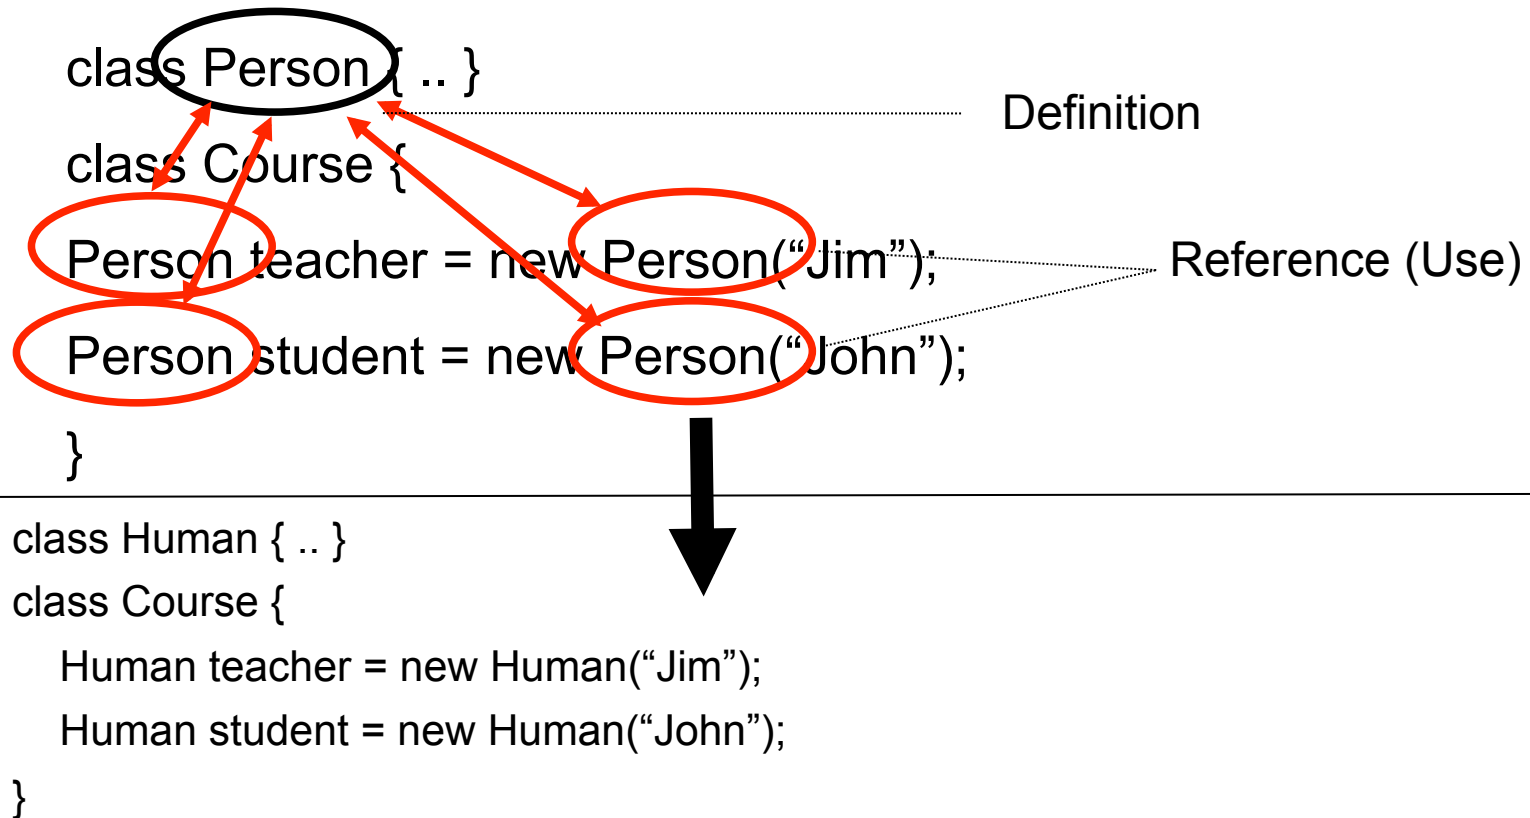 class Person { .. }
Definition
class Course {
Person teacher = new Person(“Jim”);
Reference (Use)
Person student = new Person(“John”);
}
class Human { .. }
class Course {
Human teacher = new Human(“Jim”);
Human student = new Human(“John”);
}